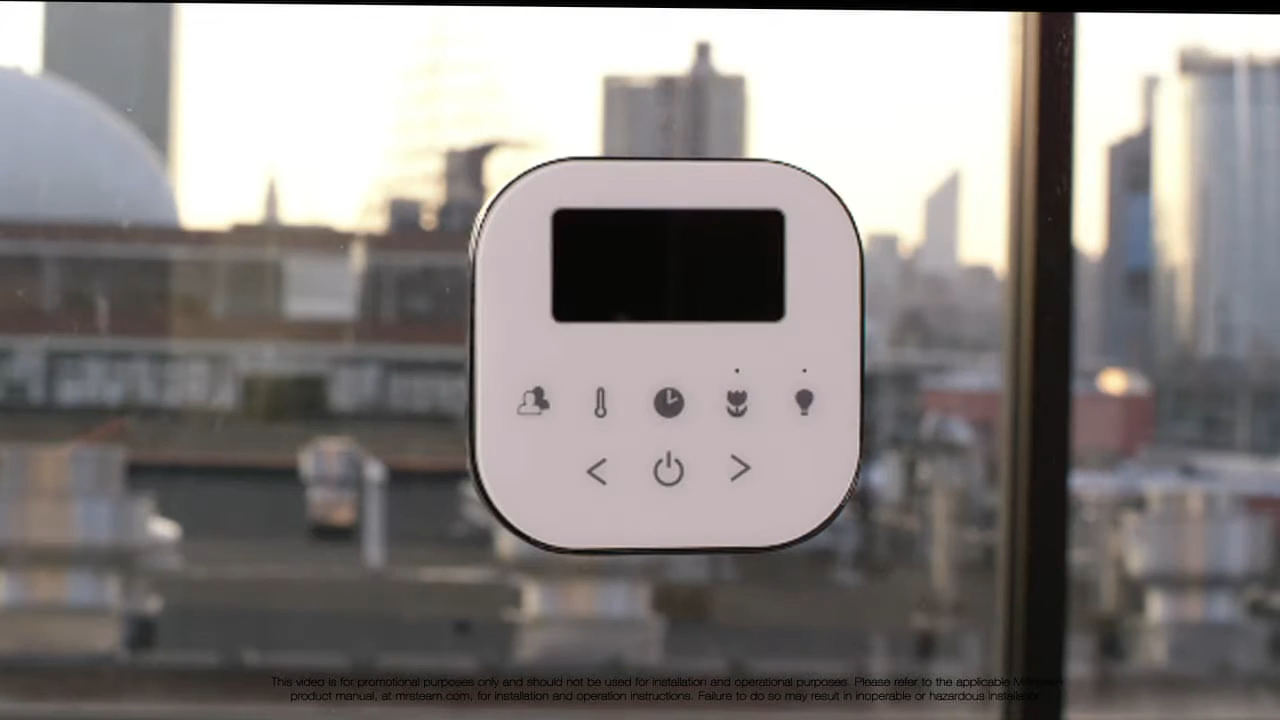 This video is for promotional purposes only and should not be used for installation and operational purposes. Please refer to the applicable
product manual, at mrsteam.com, for installation and operation instructions. Failure to do so may result in inoperable or hazardous